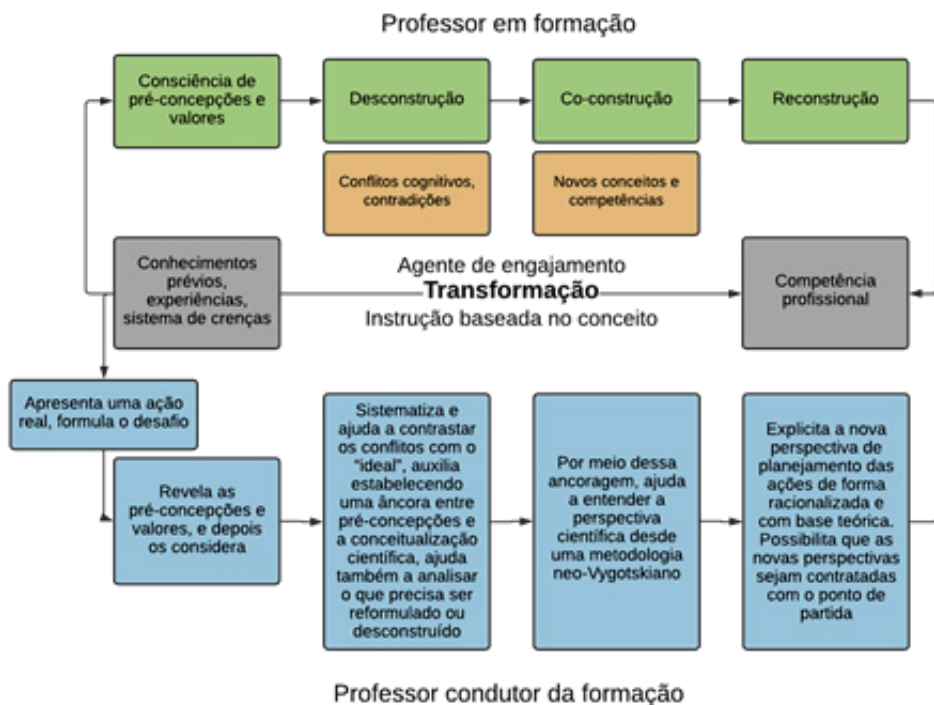 Professor em formação
Consciência de
pré-concepções e
valores
Desconstrução
Co-construção
Reconstrução
Conflitos cognitivos,
contradições
Novos conceitos e
competências
Conhecimentos
prévios,
experiências,
sistema de crenças
Agente de engajamento
Transformação
Instrução baseada no conceito
Competência
profissional
Apresenta uma ação
real, formula o desafio
Revela as
pré-concepções e
valores, e depois
os considera
Sistematiza e
ajuda a contrastar
os conflitos com o
"ideal", auxilia
estabelecendo
uma âncora entre
pré-concepções e
a conceitualização
científica, ajuda
também a analisar
o que precisa ser
reformulado ou
desconstruído
Por meio dessa
ancoragem, ajuda
a entender a
perspectiva
científica desde
uma metodologia
neo-Vygotskiano
Explicita a nova
perspectiva de
planejamento das
ações de forma
racionalizada e
com base teórica.
Possibilita que as
novas perspectivas
sejam contratadas
com o ponto de
partida
Professor condutor da formação